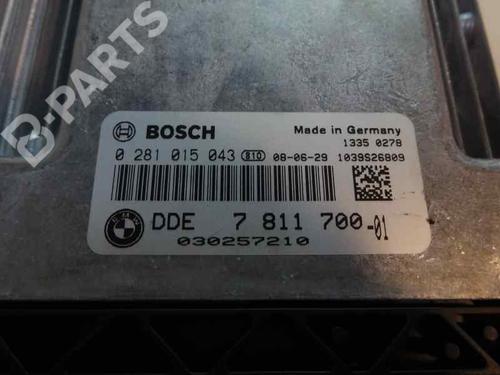 B-PARTS
BOSCH
Made in Germany
1335 0278
0 281 015 043 810 08-06-29 1039S26809
DDE 7 811 700-01
030257210